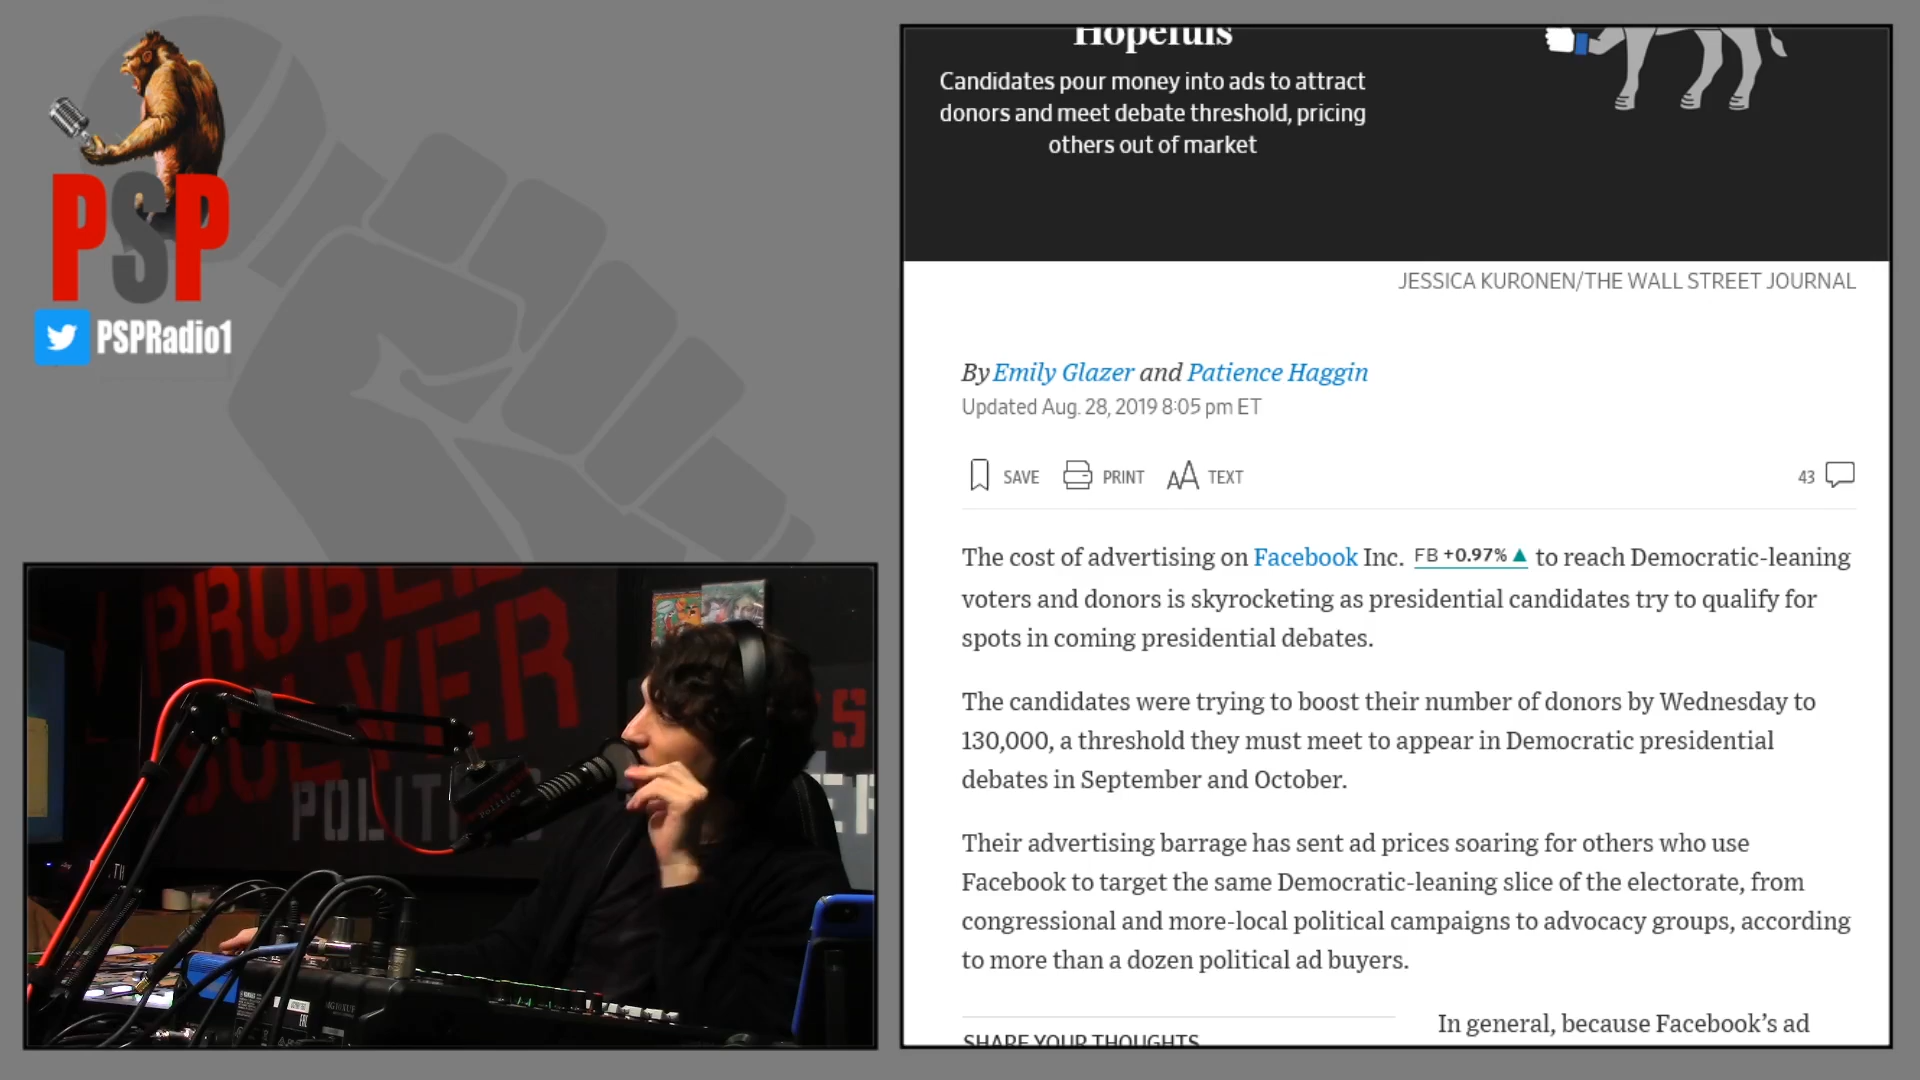 PSP
PSPRadio1
PROBLEM
SOLVER
POLITICS
Politics
Hopefuls
Candidates pour money into ads to attract
donors and meet debate threshold, pricing
others out of market
JESSICA KURONEN/THE WALL STREET JOURNAL
By Emily Glazer and Patience Haggin
Updated Aug. 28, 2019 8:05 pm ET
SAVE PRINT AA TEXT 43
The cost of advertising on Facebook Inc. FB +0.97% ▲ to reach Democratic-leaning
voters and donors is skyrocketing as presidential candidates try to qualify for
spots in coming presidential debates.
The candidates were trying to boost their number of donors by Wednesday to
130,000, a threshold they must meet to appear in Democratic presidential
debates in September and October.
Their advertising barrage has sent ad prices soaring for others who use
Facebook to target the same Democratic-leaning slice of the electorate, from
congressional and more-local political campaigns to advocacy groups, according
to more than a dozen political ad buyers.
SHARE YOUR THOUGHTS
In general, because Facebook's ad